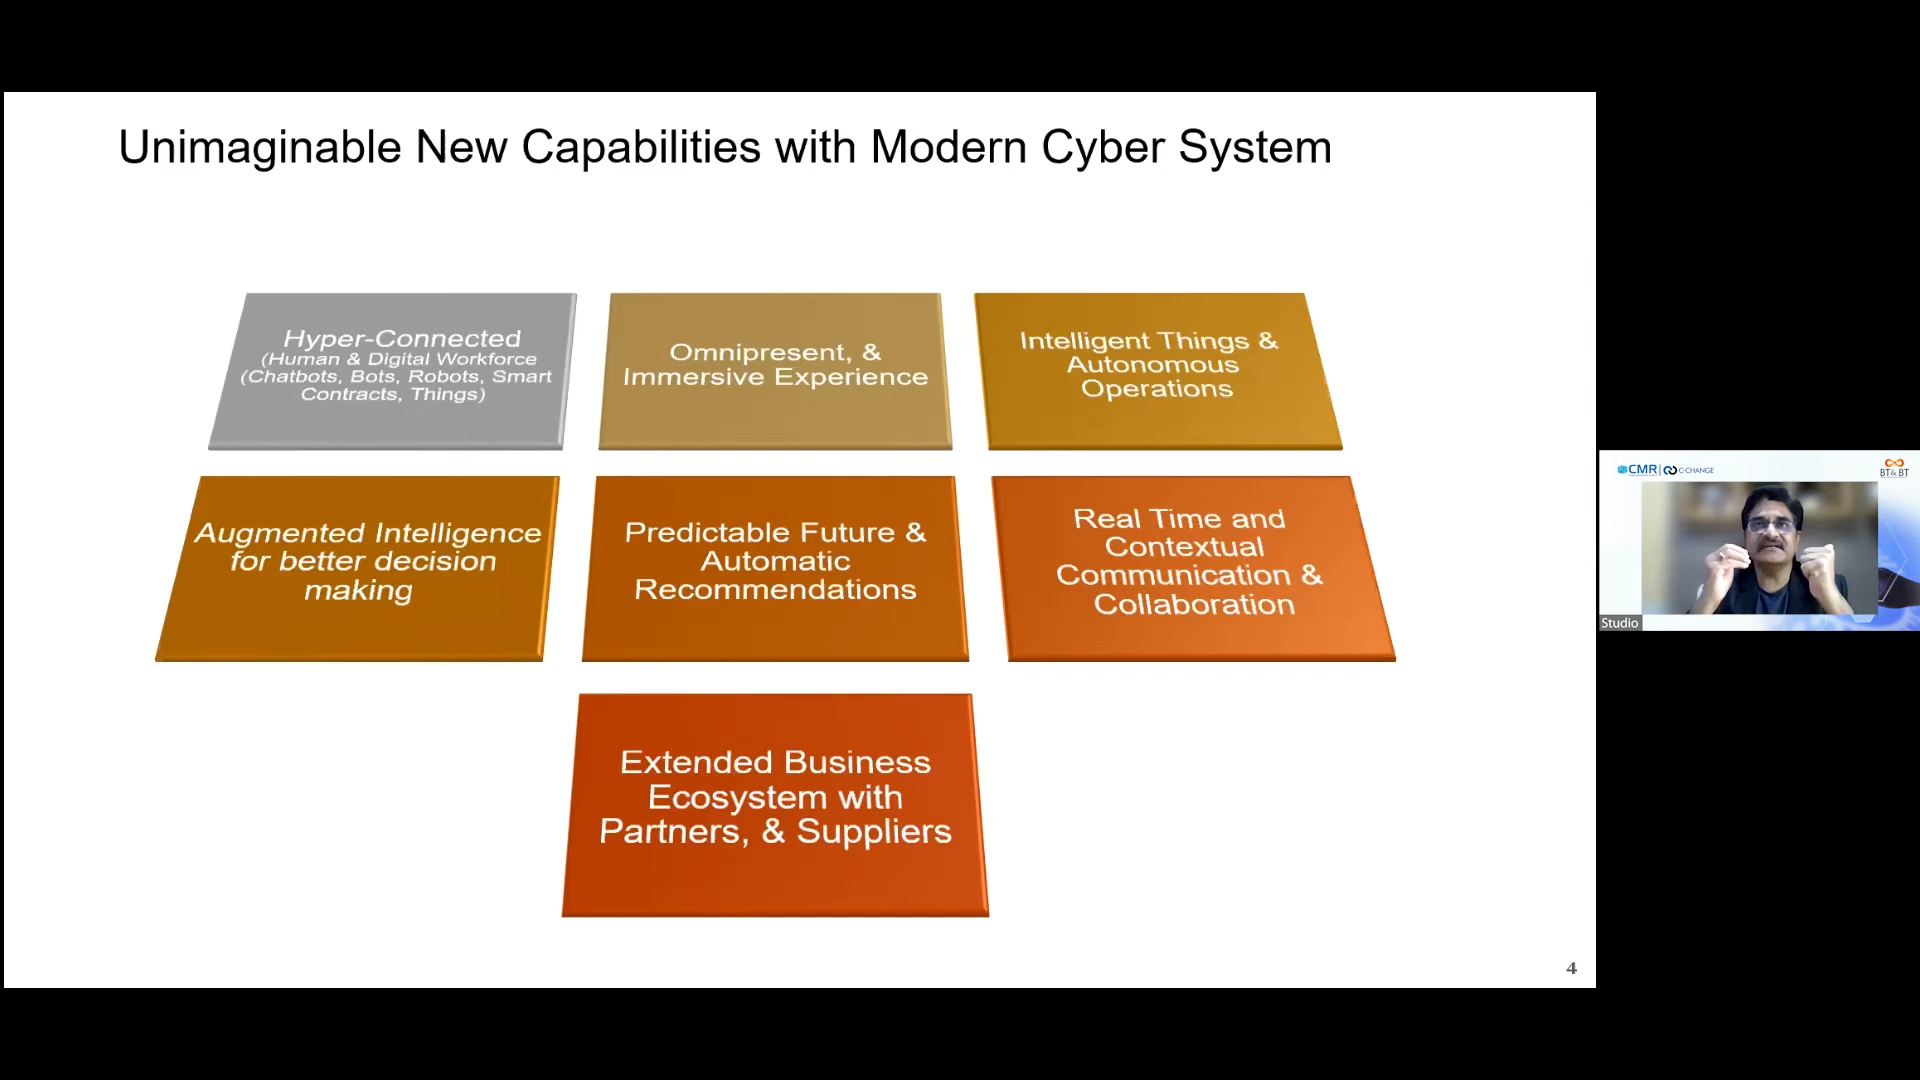 Unimaginable New Capabilities with Modern Cyber System
Hyper-Connected
(Human & Digital Workforce
(Chatbots, Bots, Robots, Smart
Contracts, Things)
Omnipresent, &
Immersive Experience
Intelligent Things &
Autonomous
Operations
Augmented Intelligence
for better decision
making
Predictable Future &
Automatic
Recommendations
Real Time and
Contextual
Communication &
Collaboration
Extended Business
Ecosystem with
Partners, & Suppliers
4
CMR | C-CHANGE
BT& BT
Studio